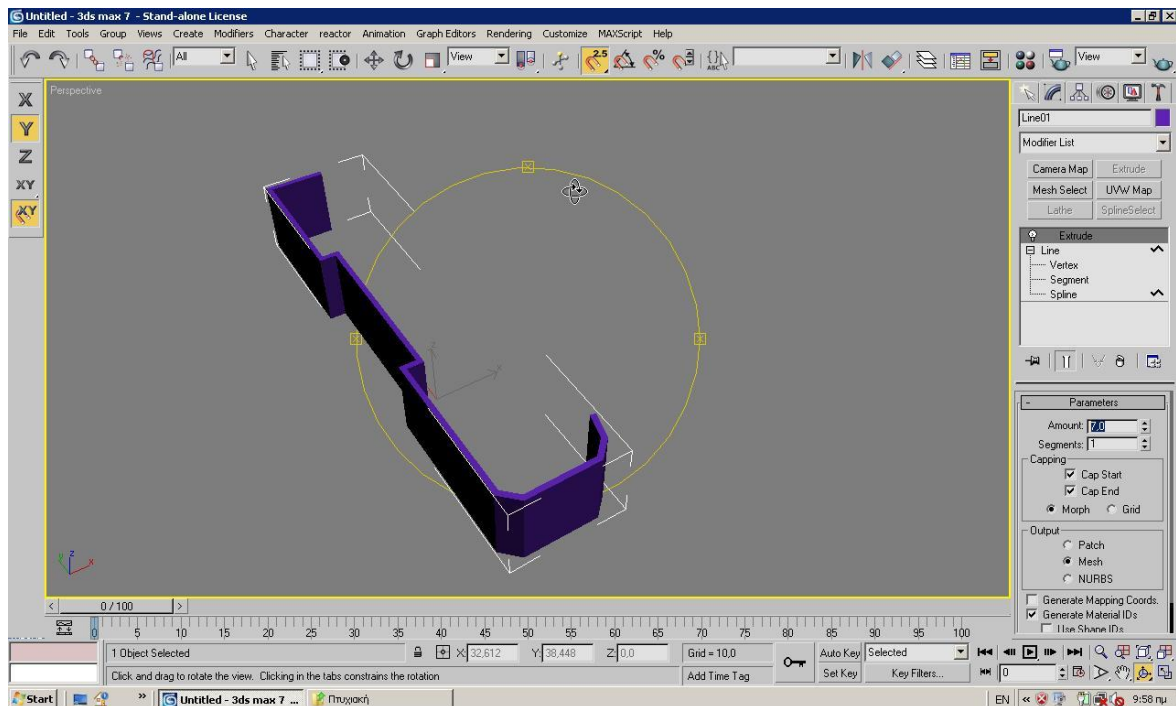 Untitled - 3ds max 7 - Stand-alone License
File Edit Tools Group Views Create Modifiers Character reactor Animation Graph Editors Rendering Customize MAXScript Help
All View 2.5 % ABC View
X
Y
Z
XY
XY
Perspective
Line01
Modifier List
Camera Map Extrude
Mesh Select UVW Map
Lathe SplineSelect
Extrude
Line
Vertex
Segment
Spline
- Parameters
Amount: 7,0
Segments: 1
Capping
Cap Start
Cap End
Morph Grid
Output
Patch
Mesh
NURBS
Generate Mapping Coords.
Generate Material IDs
Use Shape IDs
x
y
z
x
< 0 / 100 >
0 5 10 15 20 25 30 35 40 45 50 55 60 65 70 75 80 85 90 95 100
1 Object Selected X: 32,612 Y: 38,448 Z: 0,0 Grid = 10,0 Auto Key Selected
Click and drag to rotate the view. Clicking in the tabs constrains the rotation Add Time Tag Set Key Key Filters... 0
Start » Untitled - 3ds max 7 ... Πτυχιακή EN « 9:58 πμ